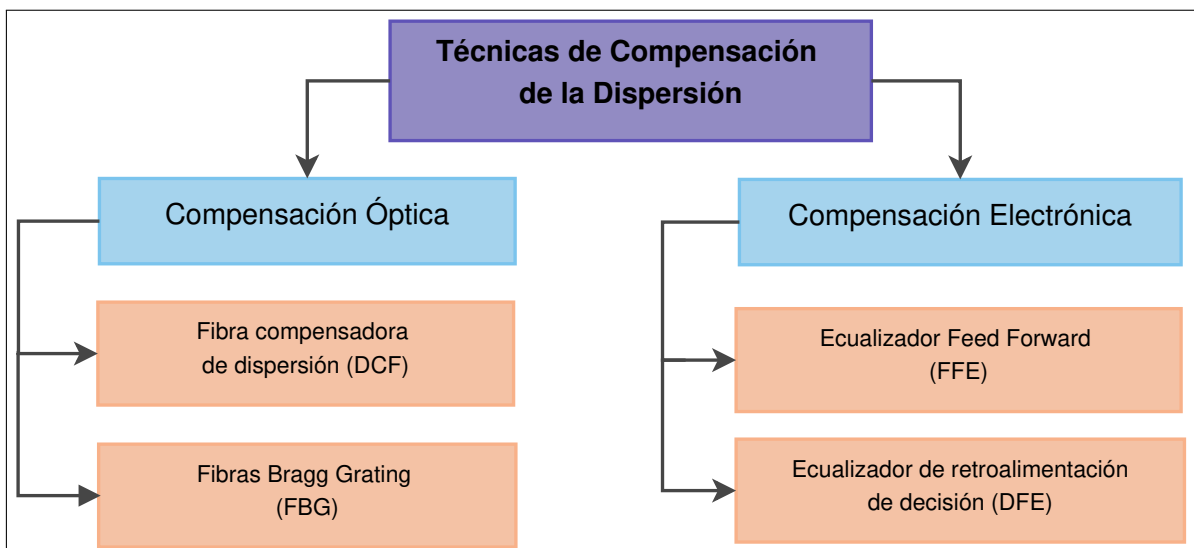 Técnicas de Compensación
de la Dispersión
Compensación Óptica
Compensación Electrónica
Fibra compensadora
de dispersión (DCF)
Ecualizador Feed Forward
(FFE)
Fibras Bragg Grating
(FBG)
Ecualizador de retroalimentación
de decisión (DFE)